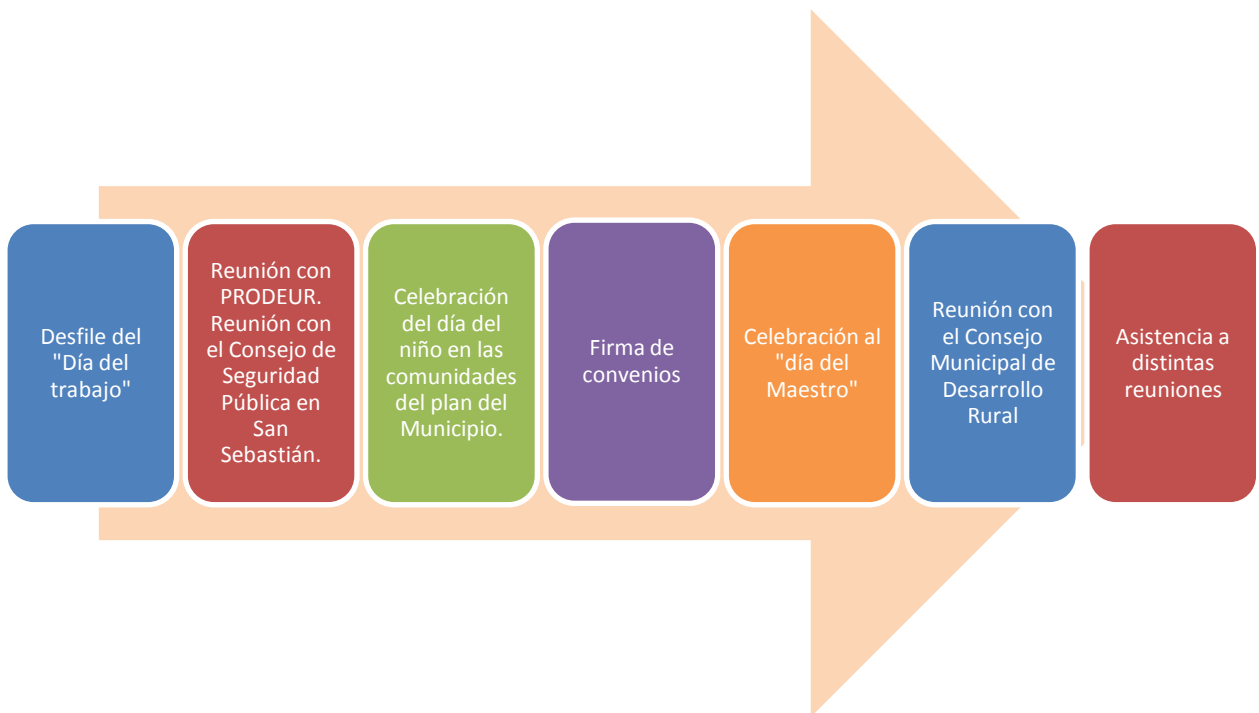 Desfile del
"Día del
trabajo"
Reunión con
PRODEUR.
Reunión con
el Consejo de
Seguridad
Pública en
San
Sebastián.
Celebración
del día del
niño en las
comunidades
del plan del
Municipio.
Firma de
convenios
Celebración al
"día del
Maestro"
Reunión con
el Consejo
Municipal de
Desarrollo
Rural
Asistencia a
distintas
reuniones